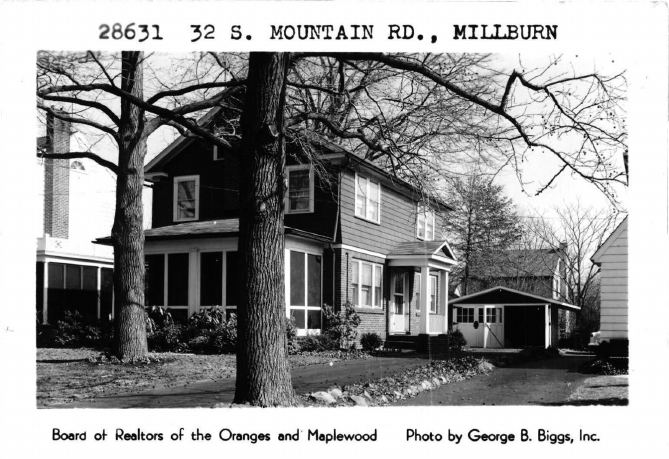 28631 32 S. MOUNTAIN RD., MILLBURN
Board of Realtors of the Oranges and Maplewood Photo by George B. Biggs, Inc.